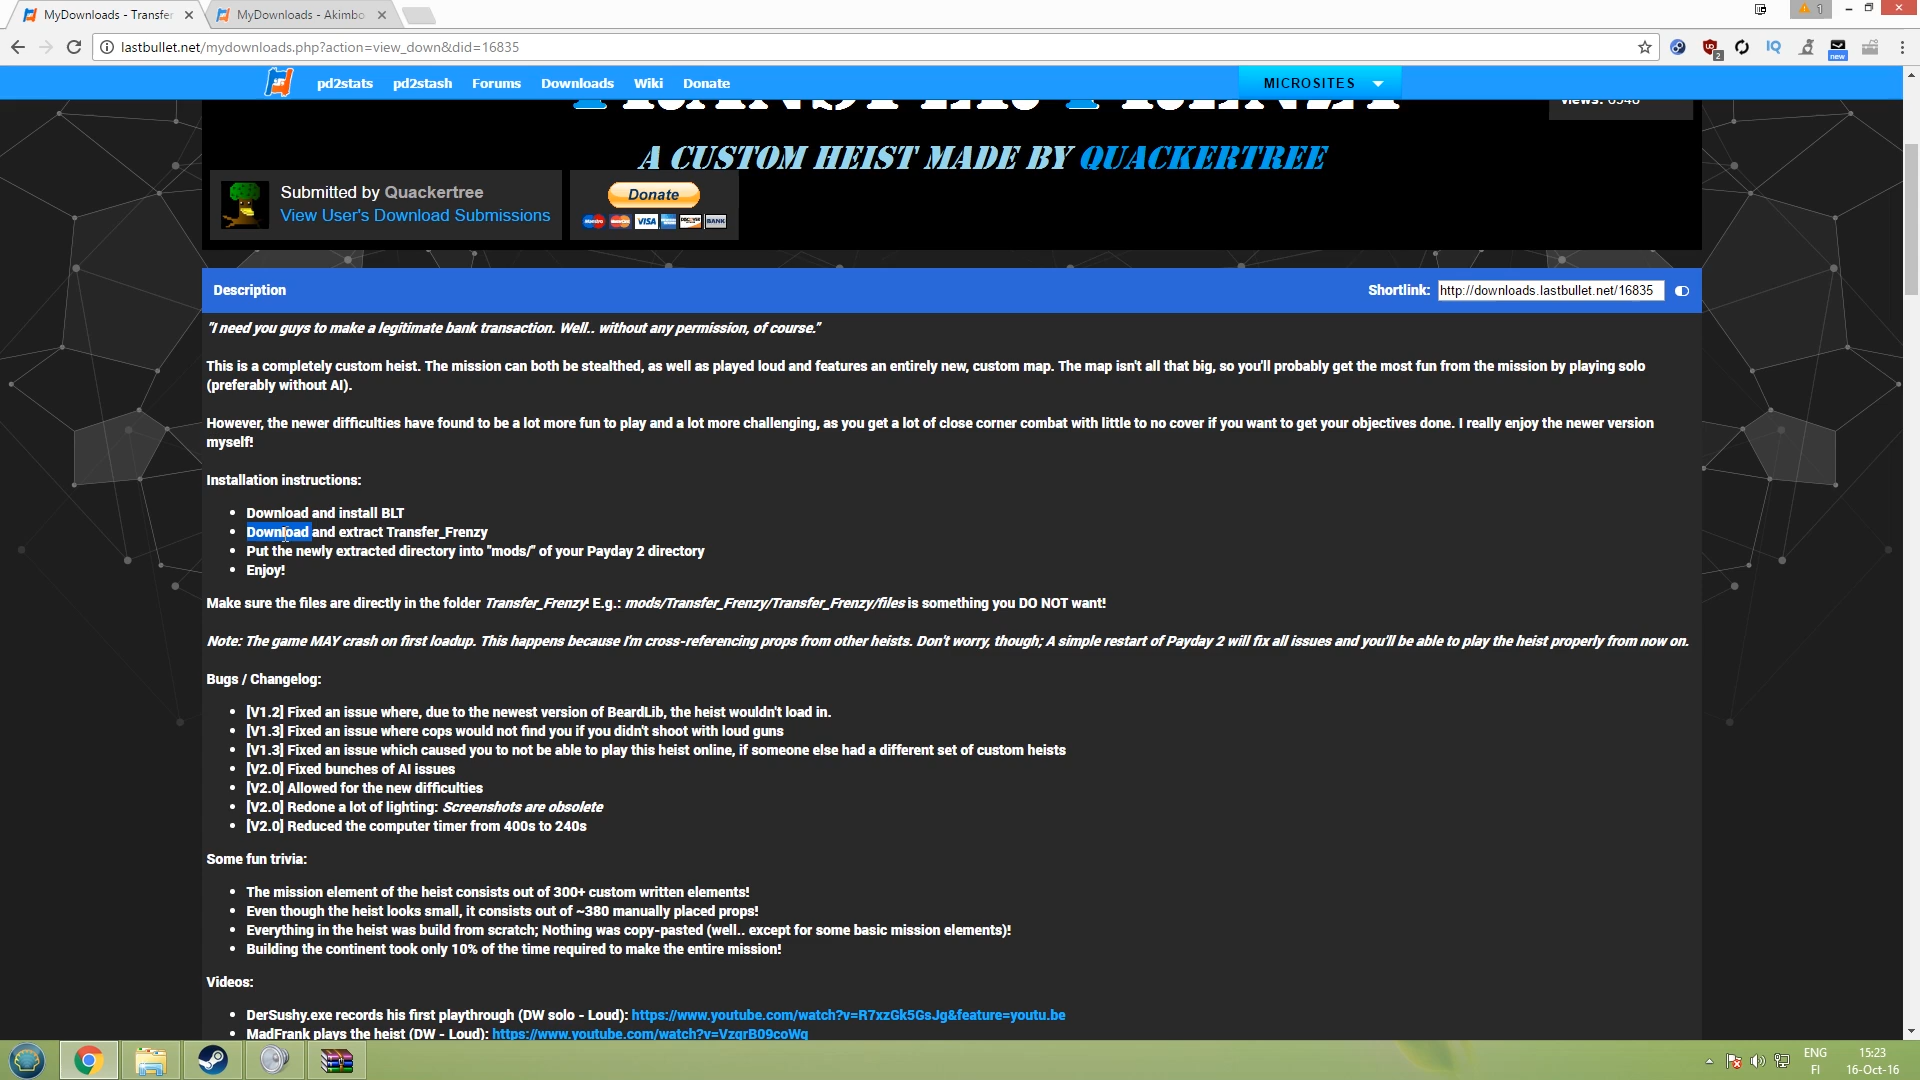 MyDownloads - Transfer
MyDownloads - Akimbo
1
lastbullet.net/mydownloads.php?action=view_down&did=16835
2
IQ
new
pd2stats
pd2stash
Forums
Downloads
Wiki
Donate
MICROSITES
A CUSTOM HEIST MADE BY QUACKERTREE
Submitted by Quackertree
View User's Download Submissions
Donate
VISA
BANK
Description
Shortlink: http://downloads.lastbullet.net/16835
"I need you guys to make a legitimate bank transaction. Well.. without any permission, of course."
This is a completely custom heist. The mission can both be stealthed, as well as played loud and features an entirely new, custom map. The map isn't all that big, so you'll probably get the most fun from the mission by playing solo
(preferably without AI).
However, the newer difficulties have found to be a lot more fun to play and a lot more challenging, as you get a lot of close corner combat with little to no cover if you want to get your objectives done. I really enjoy the newer version
myself!
Installation instructions:
• Download and install BLT
• Download and extract Transfer_Frenzy
• Put the newly extracted directory into "mods/" of your Payday 2 directory
• Enjoy!
Make sure the files are directly in the folder Transfer_Frenzy! E.g.: mods/Transfer_Frenzy/Transfer_Frenzy/files is something you DO NOT want!
Note: The game MAY crash on first loadup. This happens because I'm cross-referencing props from other heists. Don't worry, though; A simple restart of Payday 2 will fix all issues and you'll be able to play the heist properly from now on.
Bugs / Changelog:
• [V1.2] Fixed an issue where, due to the newest version of BeardLib, the heist wouldn't load in.
• [V1.3] Fixed an issue where cops would not find you if you didn't shoot with loud guns
• [V1.3] Fixed an issue which caused you to not be able to play this heist online, if someone else had a different set of custom heists
• [V2.0] Fixed bunches of AI issues
• [V2.0] Allowed for the new difficulties
• [V2.0] Redone a lot of lighting: Screenshots are obsolete
• [V2.0] Reduced the computer timer from 400s to 240s
Some fun trivia:
• The mission element of the heist consists out of 300+ custom written elements!
• Even though the heist looks small, it consists out of ~380 manually placed props!
• Everything in the heist was build from scratch; Nothing was copy-pasted (well.. except for some basic mission elements)!
• Building the continent took only 10% of the time required to make the entire mission!
Videos:
• DerSushy.exe records his first playthrough (DW solo - Loud): https://www.youtube.com/watch?v=R7xzGk5GsJg&feature=youtu.be
• MadFrank plays the heist (DW - Loud): https://www.youtube.com/watch?v=VzqrB09coWg
ENG
FI
15:23
16-Oct-16